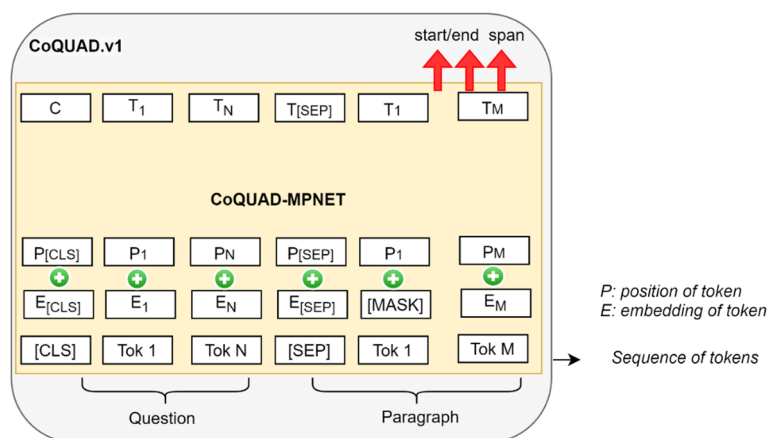 CoQUAD.v1
start/end span
C T1 TN T[SEP] T1 TM
CoQUAD-MPNET
P[CLS] P1 PN P[SEP] P1 PM
E[CLS] E1 EN E[SEP] [MASK] EM
[CLS] Tok 1 Tok N [SEP] Tok 1 Tok M
Question Paragraph
P: position of token
E: embedding of token
Sequence of tokens